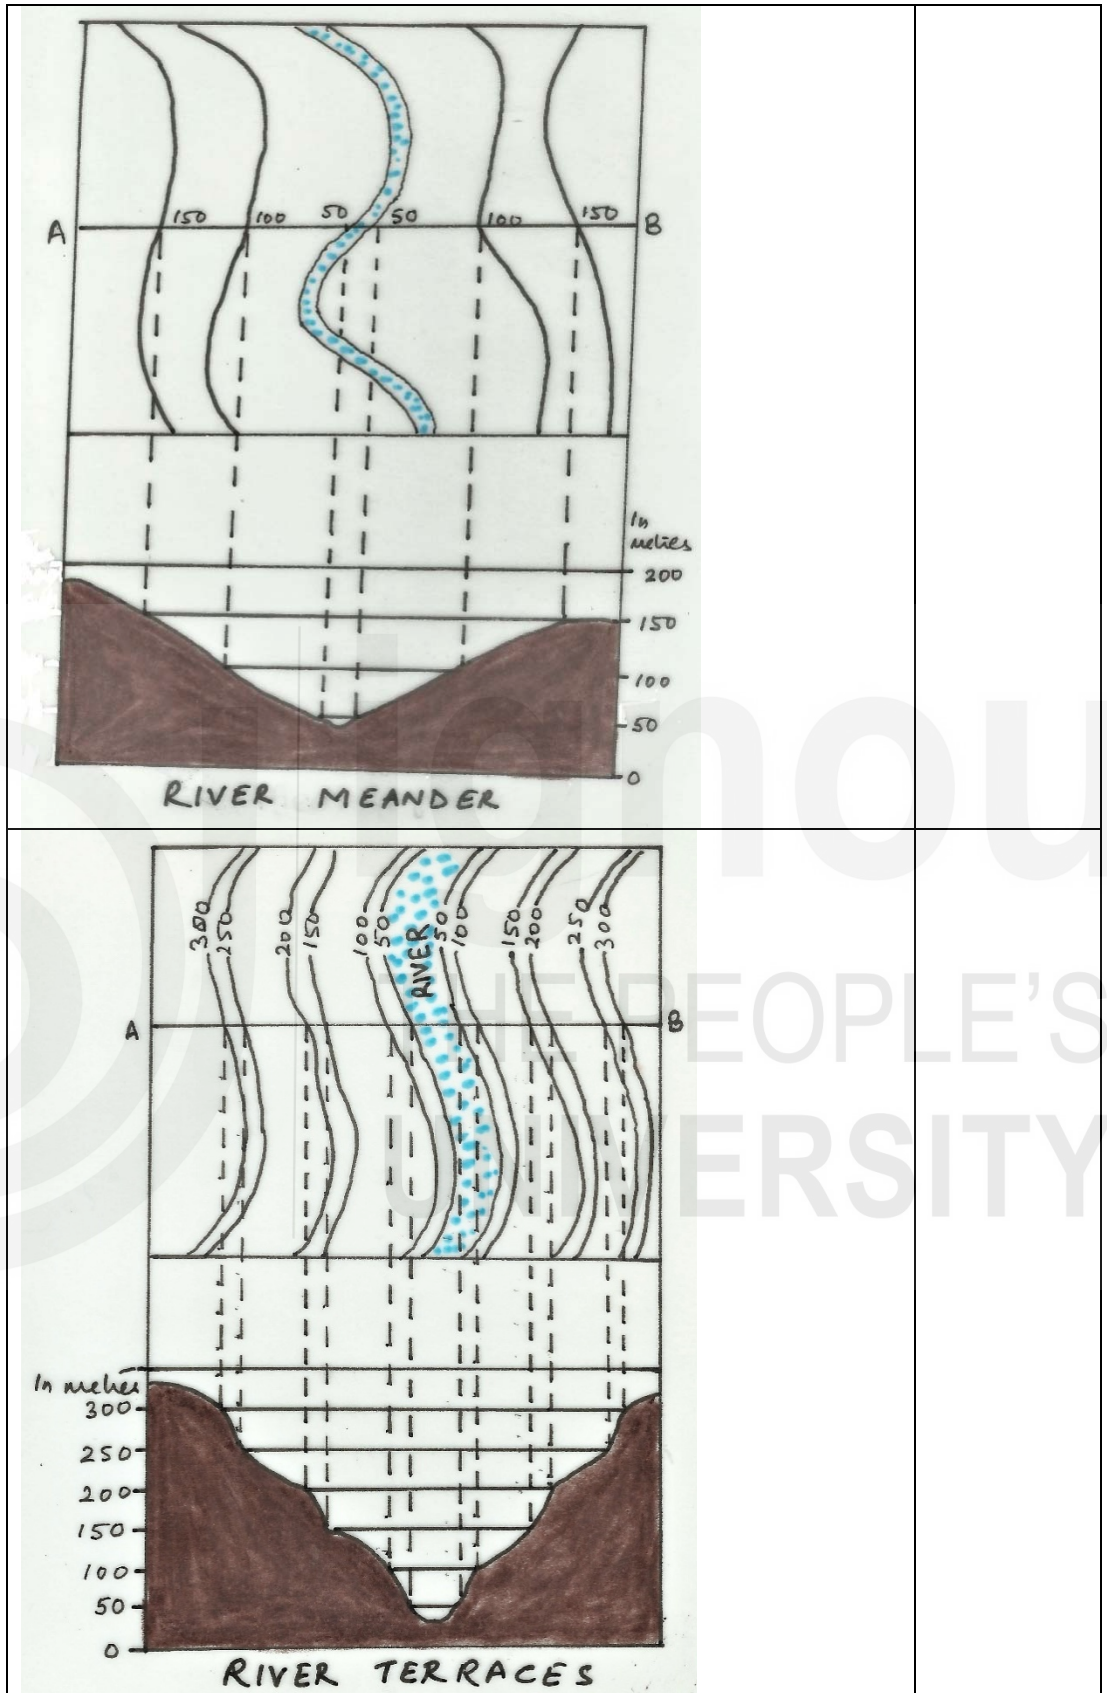 A 150 100 50 50 100 150 B
In
metres
200
150
100
50
0
RIVER MEANDER
ignou
300 250 200 150 100 50 RIVER 50 100 150 200 250 300
A B
THE PEOPLE'S
UNIVERSITY
In metres
300
250
200
150
100
50
0
RIVER TERRACES